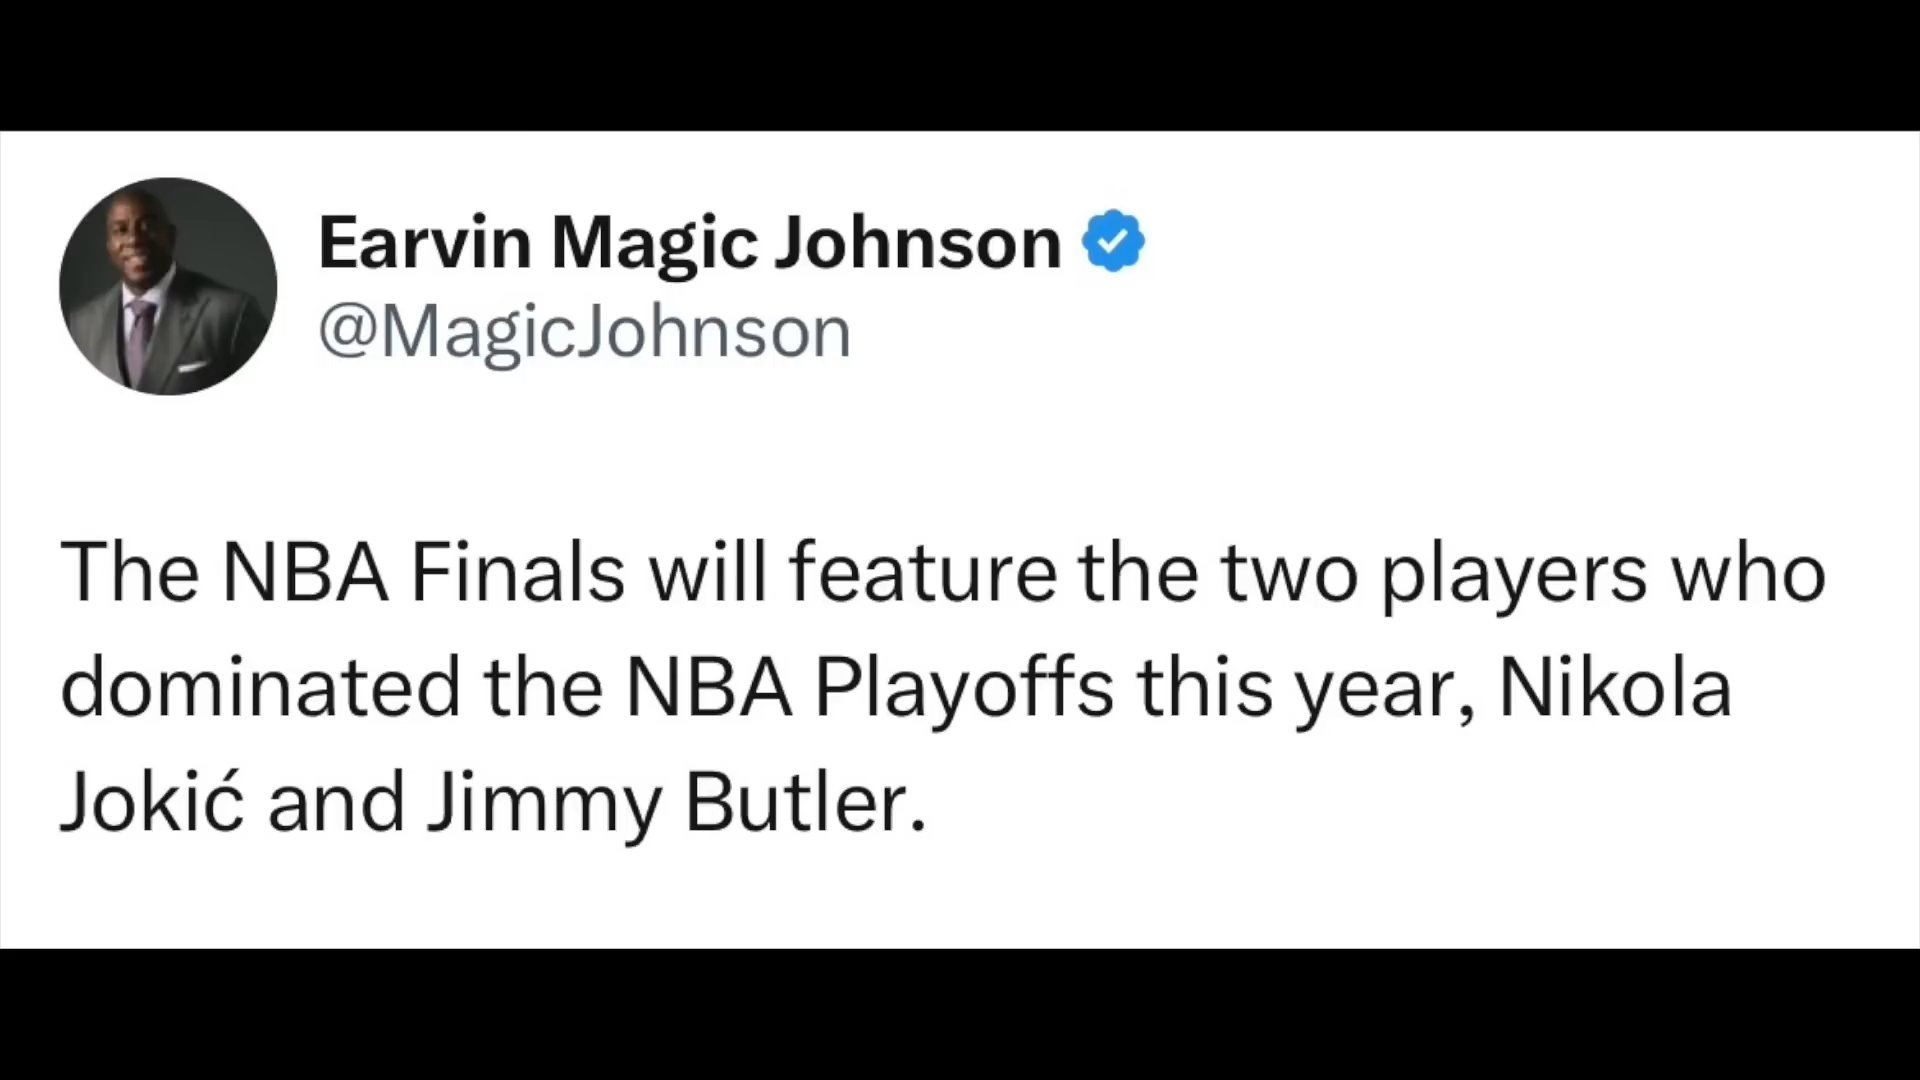 Earvin Magic Johnson
@MagicJohnson
The NBA Finals will feature the two players who
dominated the NBA Playoffs this year, Nikola
Jokić and Jimmy Butler.